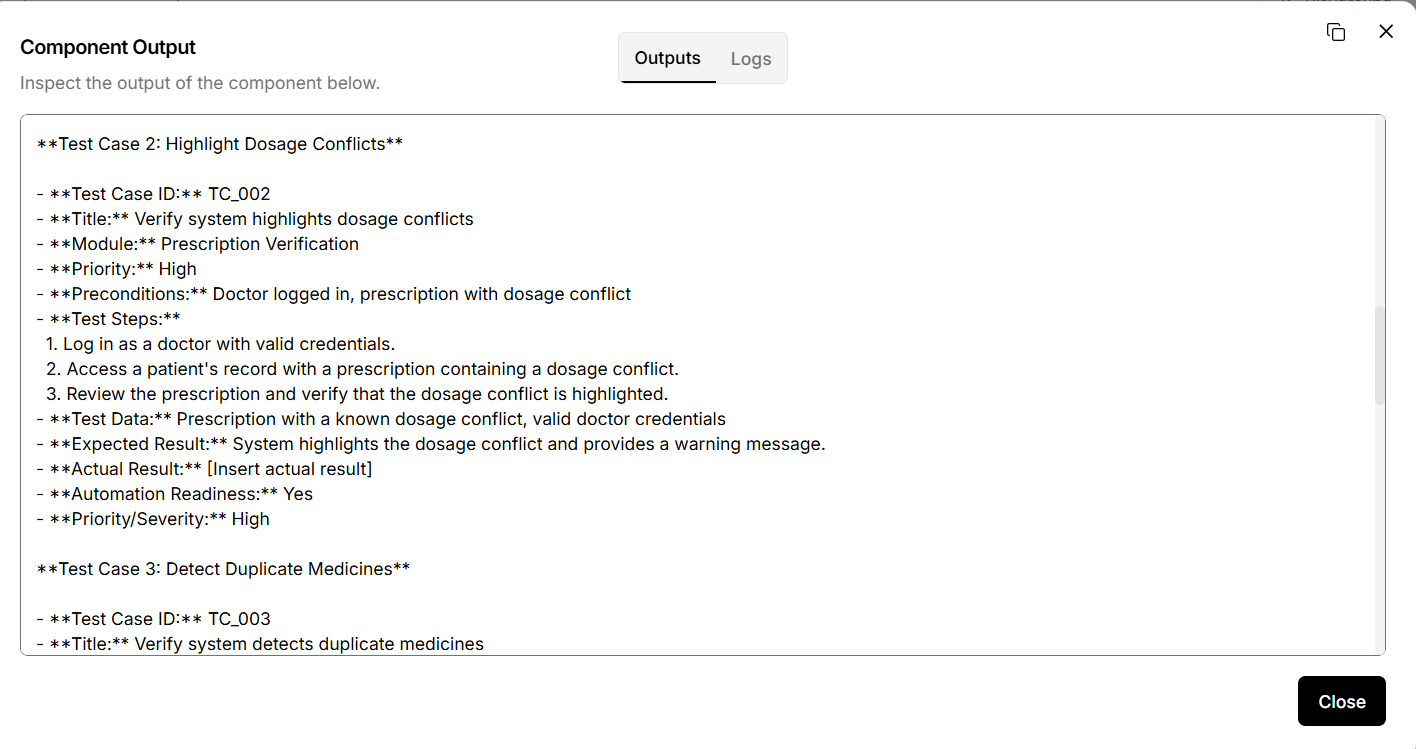 Component Output
Inspect the output of the component below.
Outputs
Logs
**Test Case 2: Highlight Dosage Conflicts**
- **Test Case ID:** TC_002
- **Title:** Verify system highlights dosage conflicts
- **Module:** Prescription Verification
- **Priority:** High
- **Preconditions:** Doctor logged in, prescription with dosage conflict
- **Test Steps:**
1. Log in as a doctor with valid credentials.
2. Access a patient's record with a prescription containing a dosage conflict.
3. Review the prescription and verify that the dosage conflict is highlighted.
- **Test Data:** Prescription with a known dosage conflict, valid doctor credentials
- **Expected Result:** System highlights the dosage conflict and provides a warning message.
- **Actual Result:** [Insert actual result]
- **Automation Readiness:** Yes
- **Priority/Severity:** High
**Test Case 3: Detect Duplicate Medicines**
- **Test Case ID:** TC_003
- **Title:** Verify system detects duplicate medicines
Close